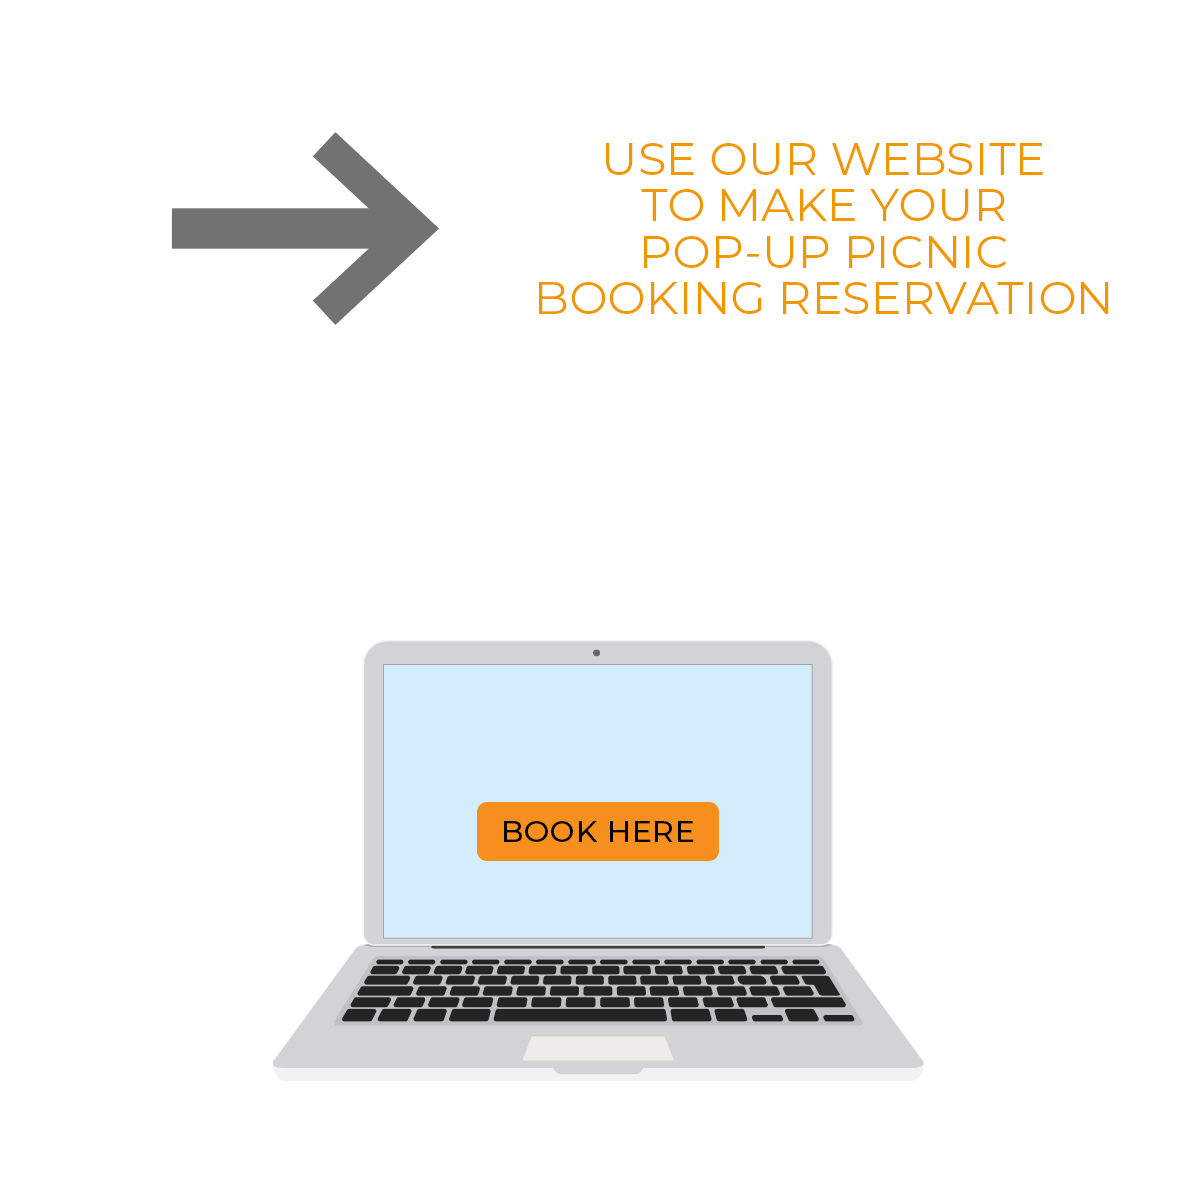 USE OUR WEBSITE
TO MAKE YOUR
POP-UP PICNIC
BOOKING RESERVATION
BOOK HERE